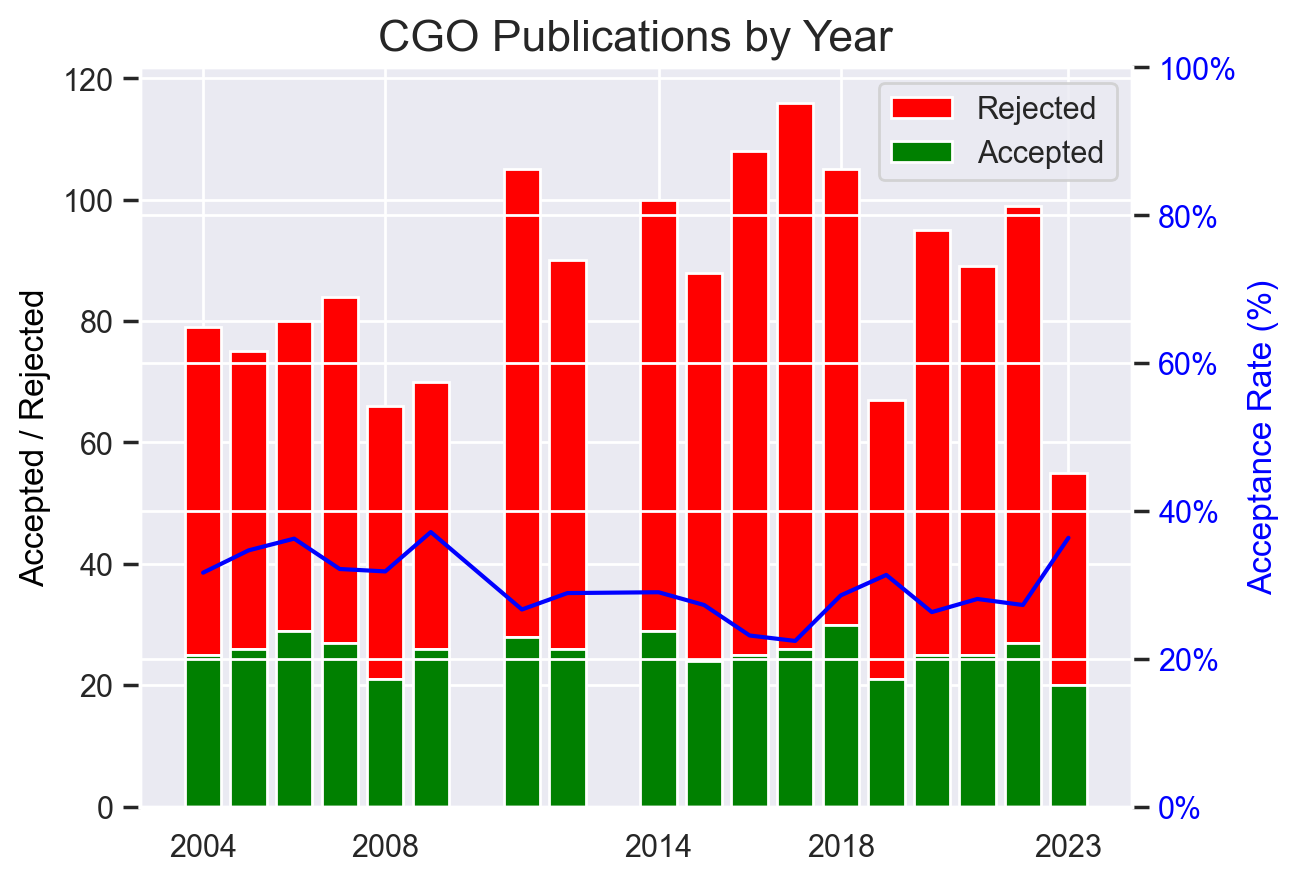 CGO Publications by Year
Accepted / Rejected
120
100
80
60
40
20
0
Rejected
Accepted
100%
80%
60%
40%
20%
0%
Acceptance Rate (%)
2004 2008 2014 2018 2023